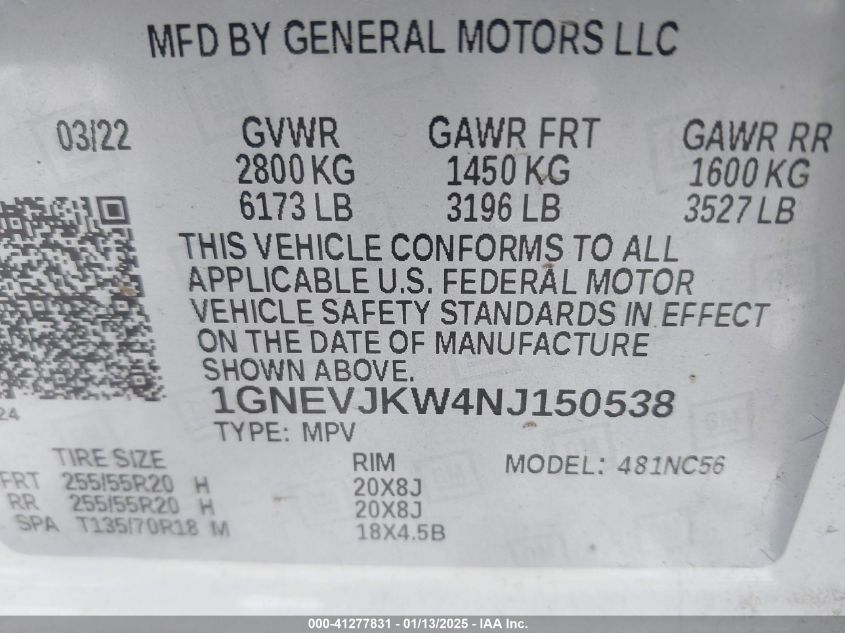 MFD BY GENERAL MOTORS LLC
03/22 GVWR GAWR FRT GAWR RR
2800 KG 1450 KG 1600 KG
6173 LB 3196 LB 3527 LB
THIS VEHICLE CONFORMS TO ALL
APPLICABLE U.S. FEDERAL MOTOR
VEHICLE SAFETY STANDARDS IN EFFECT
ON THE DATE OF MANUFACTURE
SHOWN ABOVE.
1GNEVJKW4NJ150538
24
TYPE: MPV
TIRE SIZE RIM MODEL: 481NC56
FRT 255/55R20 H 20X8J
RR 255/55R20 H 20X8J
SPA T135/70R18 M 18X4.5B
000-41277831 - 01/13/2025 - IAA Inc.